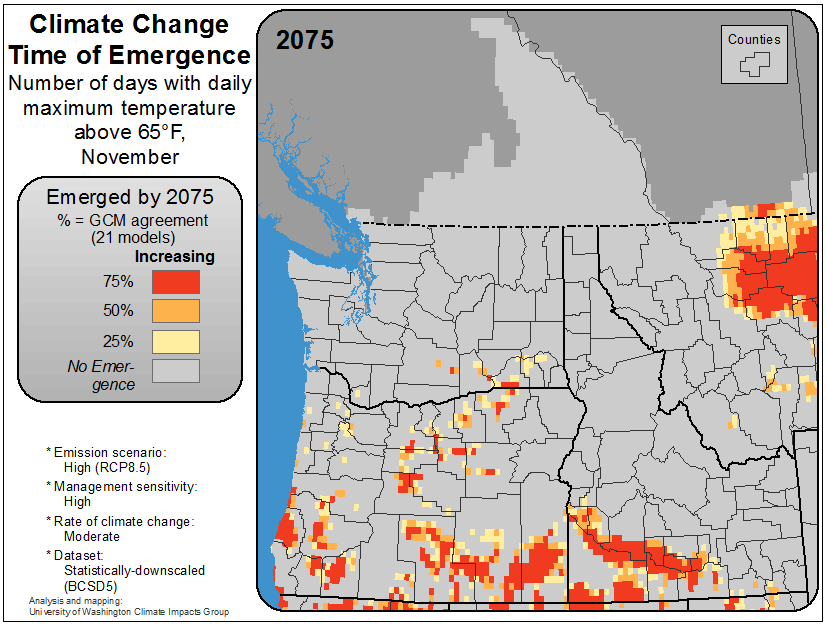 Climate Change
Time of Emergence
Number of days with daily
maximum temperature
above 65°F,
November
2075
Counties
Emerged by 2075
% = GCM agreement
(21 models)
Increasing
75%
50%
25%
No Emer-
gence
* Emission scenario:
High (RCP8.5)
* Management sensitivity:
High
* Rate of climate change:
Moderate
* Dataset:
Statistically-downscaled
(BCSD5)
Analysis and mapping:
University of Washington Climate Impacts Group